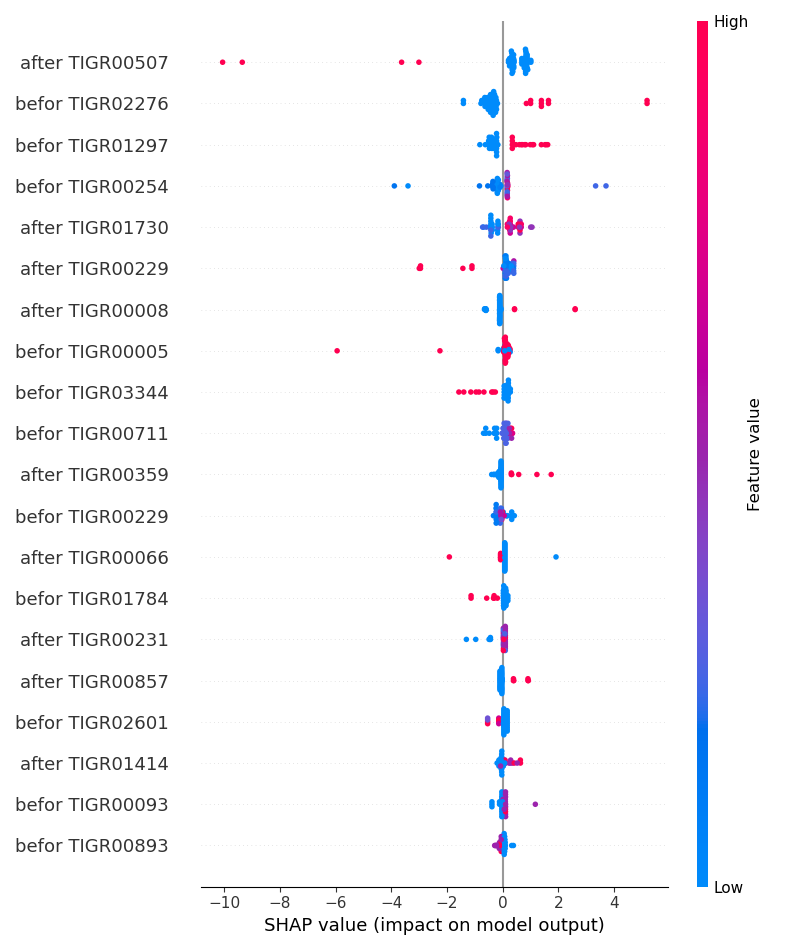 High
after TIGR00507
befor TIGR02276
befor TIGR01297
befor TIGR00254
after TIGR01730
after TIGR00229
after TIGR00008
befor TIGR00005
befor TIGR03344
befor TIGR00711
after TIGR00359
befor TIGR00229
after TIGR00066
befor TIGR01784
after TIGR00231
after TIGR00857
befor TIGR02601
after TIGR01414
befor TIGR00093
befor TIGR00893
Feature value
Low
−10 −8 −6 −4 −2 0 2 4
SHAP value (impact on model output)